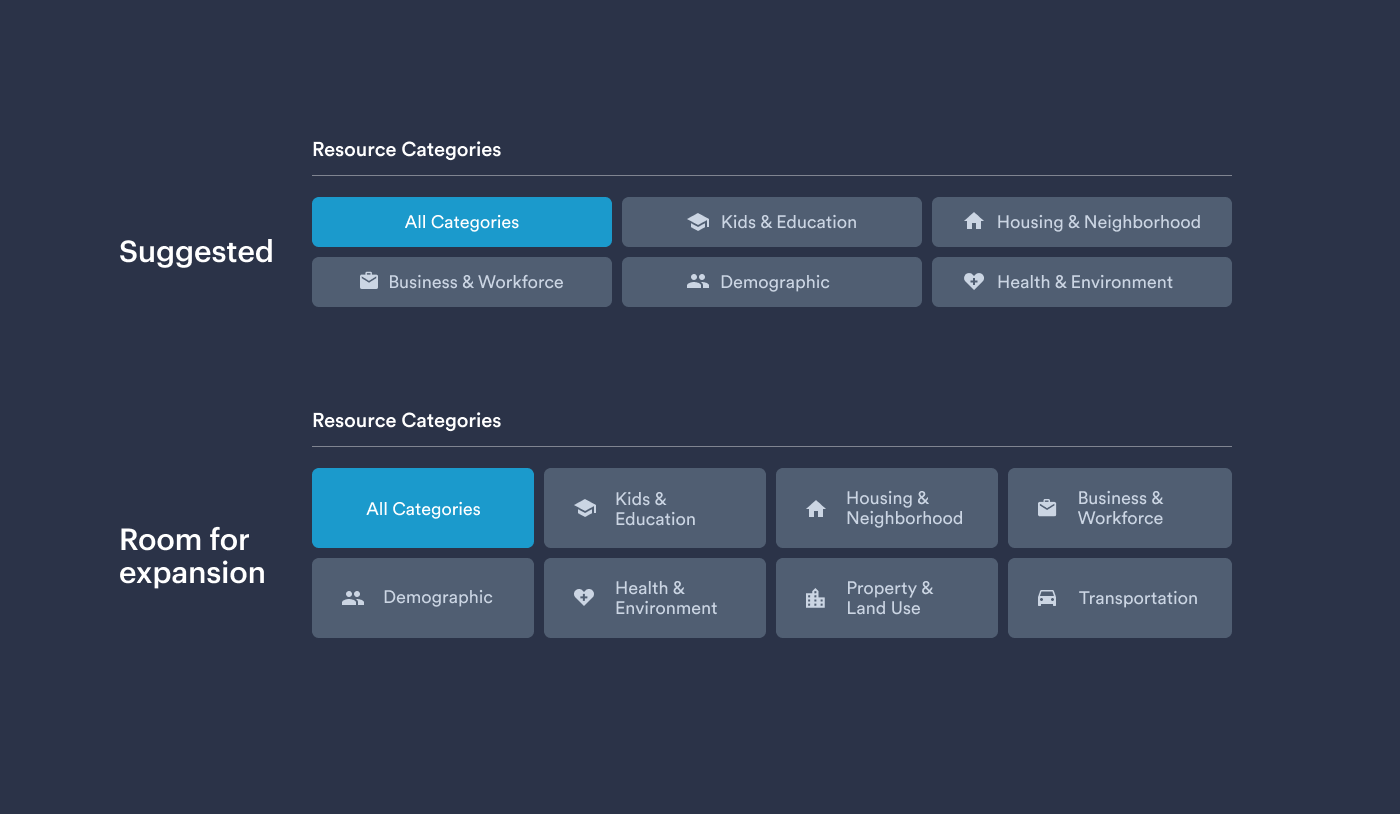 Suggested
Resource Categories
All Categories
Kids & Education
Housing & Neighborhood
Business & Workforce
Demographic
Health & Environment
Room for
expansion
Resource Categories
All Categories
Kids &
Education
Housing &
Neighborhood
Business &
Workforce
Demographic
Health &
Environment
Property &
Land Use
Transportation